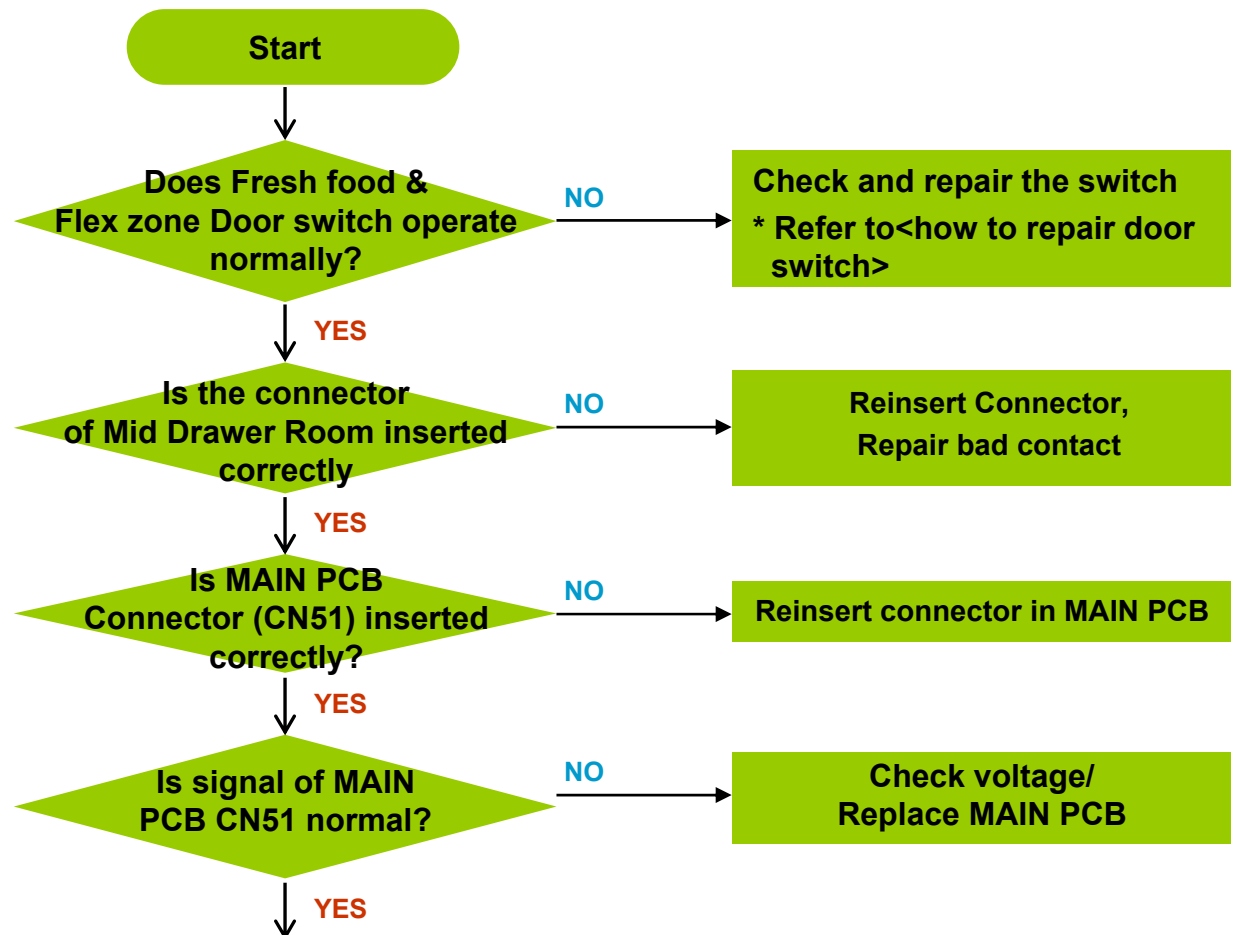 Start
Does Fresh food &
Flex zone Door switch operate
normally?
NO
Check and repair the switch
* Refer to<how to repair door
switch>
YES
Is the connector
of Mid Drawer Room inserted
correctly
NO
Reinsert Connector,
Repair bad contact
YES
Is MAIN PCB
Connector (CN51) inserted
correctly?
NO
Reinsert connector in MAIN PCB
YES
Is signal of MAIN
PCB CN51 normal?
NO
Check voltage/
Replace MAIN PCB
YES